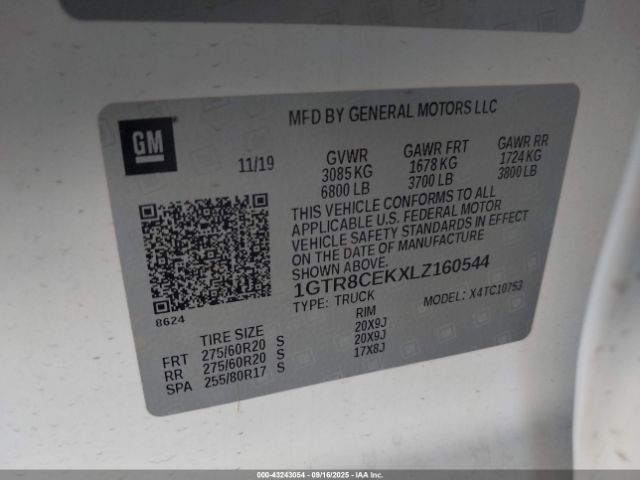 MFD BY GENERAL MOTORS LLC
GM
11/19 GVWR GAWR FRT GAWR RR
3085 KG 1678 KG 1724 KG
6800 LB 3700 LB 3800 LB
THIS VEHICLE CONFORMS TO ALL
APPLICABLE U.S. FEDERAL MOTOR
VEHICLE SAFETY STANDARDS IN EFFECT
ON THE DATE OF MANUFACTURE
SHOWN ABOVE.
1GTR8CEKXLZ160544
TYPE: TRUCK MODEL: X4TC10753
8624
TIRE SIZE RIM
FRT 275/60R20 S 20X9J
RR 275/60R20 S 20X9J
SPA 255/80R17 S 17X8J
000-43243054 - 09/16/2025 - © IAA Inc.